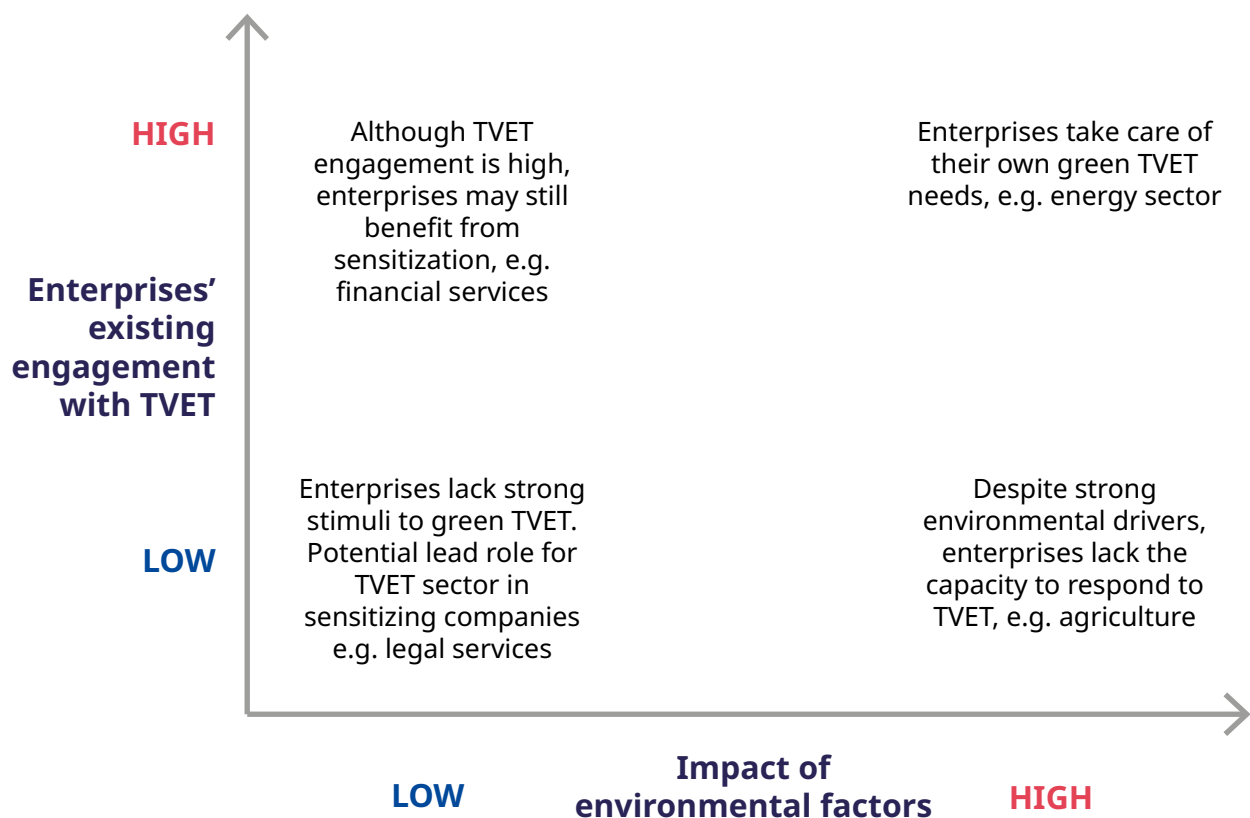 HIGH
Although TVET
engagement is high,
enterprises may still
benefit from
sensitization, e.g.
financial services
Enterprises take care of
their own green TVET
needs, e.g. energy sector
Enterprises’
existing
engagement
with TVET
LOW
Enterprises lack strong
stimuli to green TVET.
Potential lead role for
TVET sector in
sensitizing companies
e.g. legal services
Despite strong
environmental drivers,
enterprises lack the
capacity to respond to
TVET, e.g. agriculture
LOW
Impact of
environmental factors
HIGH